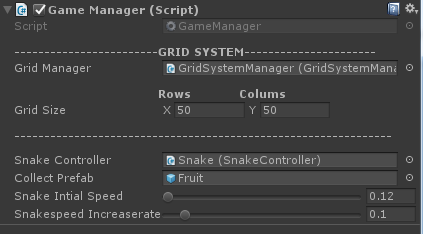 Game Manager (Script)
Script GameManager
--------------------------------GRID SYSTEM--------------------------------
Grid Manager GridSystemManager (GridSystemMana
Rows Colums
Grid Size X 50 Y 50
--------------------------------------------------------------------------------
Snake Controller Snake (SnakeController)
Collect Prefab Fruit
Snake Intial Speed 0.12
Snakespeed Increaserate 0.1